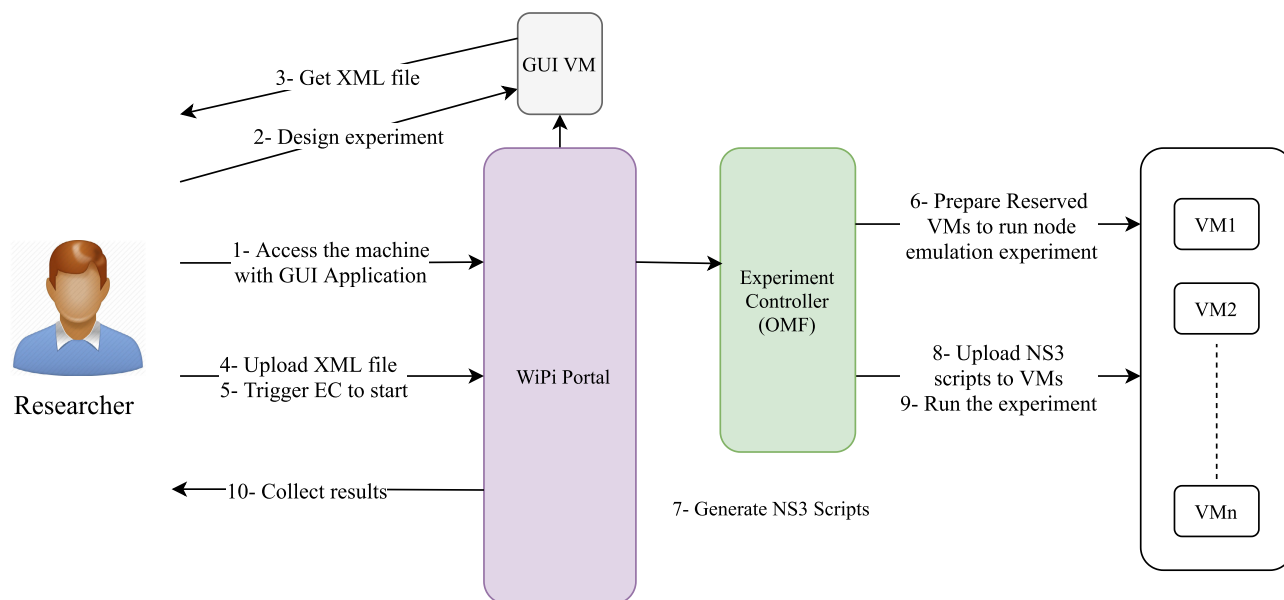 GUI VM
3- Get XML file
2- Design experiment
1- Access the machine
with GUI Application
4- Upload XML file
5- Trigger EC to start
Researcher
10- Collect results
WiPi Portal
Experiment
Controller
(OMF)
7- Generate NS3 Scripts
6- Prepare Reserved
VMs to run node
emulation experiment
8- Upload NS3
scripts to VMs
9- Run the experiment
VM1
VM2
VMn